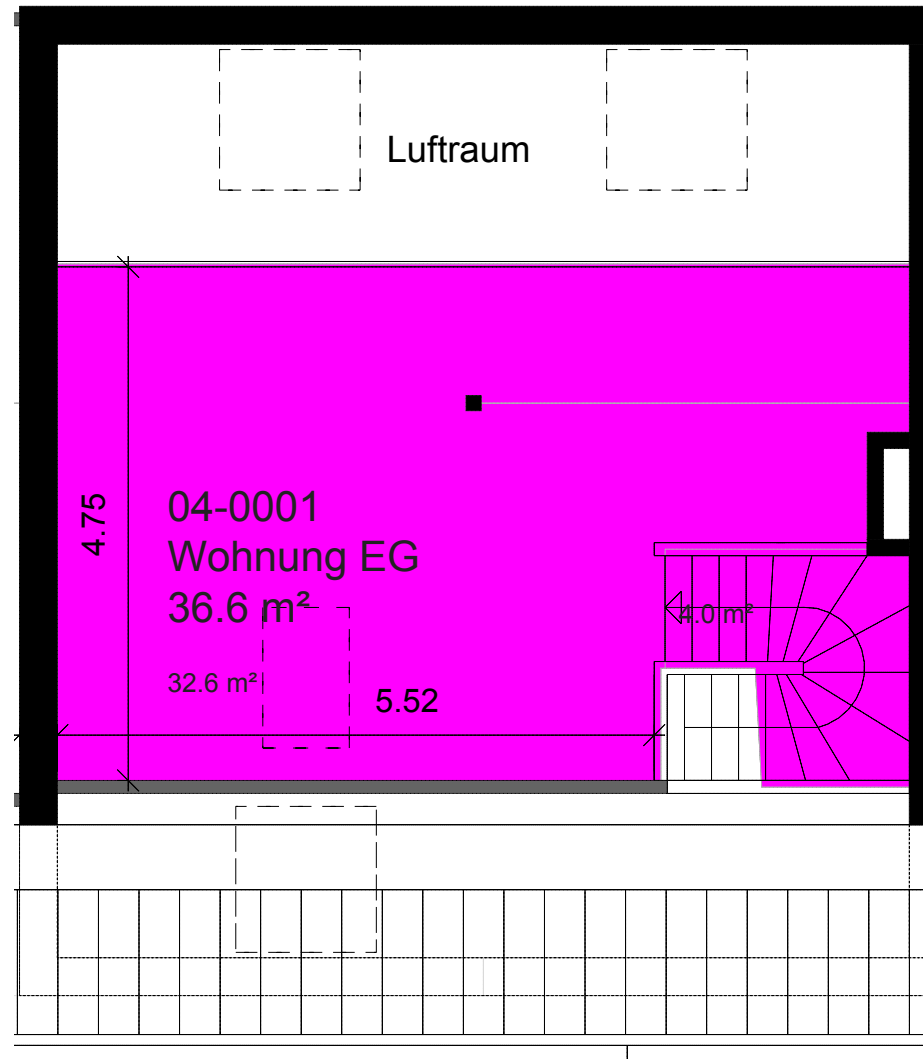 Luftraum
4.75
04-0001
Wohnung EG
36.6 m²
4.0 m²
32.6 m²
5.52